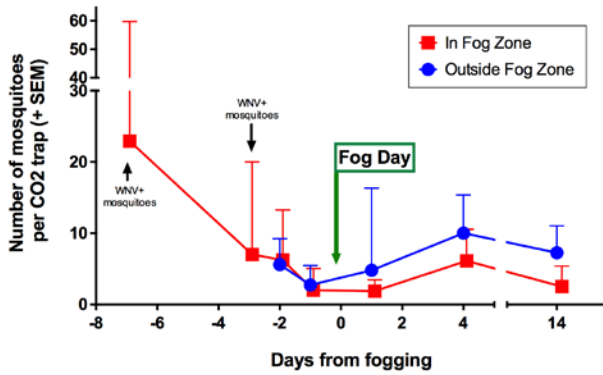 60
50
40
30
20
10
0
Number of mosquitoes
per CO2 trap (+ SEM)
In Fog Zone
Outside Fog Zone
WNV+
mosquitoes
WNV+
mosquitoes
Fog Day
-8
-6
-4
-2
0
2
4
14
Days from fogging